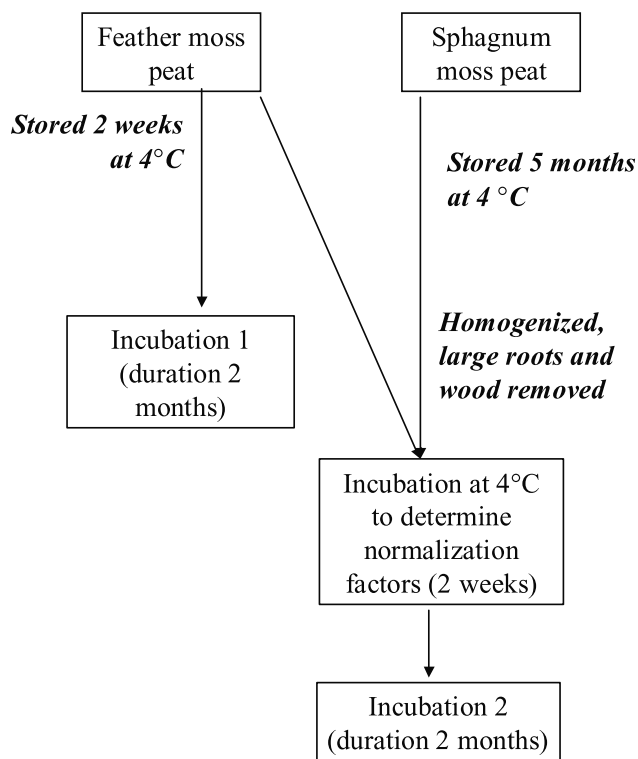 Feather moss
peat
Sphagnum
moss peat
Stored 2 weeks
at 4°C
Stored 5 months
at 4 °C
Incubation 1
(duration 2
months)
Homogenized,
large roots and
wood removed
Incubation at 4°C
to determine
normalization
factors (2 weeks)
Incubation 2
(duration 2 months)